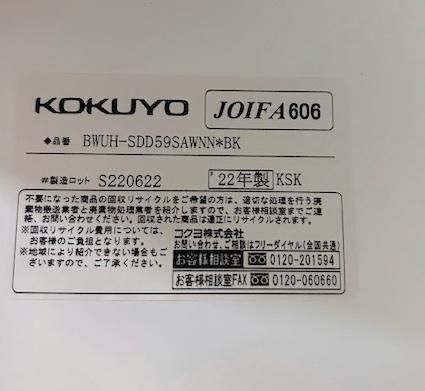 KOKUYO JOIFA606
◆品番 BWUH-SDD59SAWNN*BK
#製造ロット S220622 '22年製 KSK
不要になった商品の回収リサイクルをご希望の方は、適切な処理を行う廃
棄物搬送業者と廃棄物処理業者を紹介しますので、お客様相談室までご連
絡、お問い合わせください。回収された商品は適正にリサイクルされます。
※回収リサイクル費用については、
お客様のご負担となります。
※地域により紹介できない場合もご
ざいますので、ご了承ください。
コクヨ株式会社
お問い合わせ、ご相談はフリーダイヤル(全国共通)
お客様相談室 0120-201594
お客様相談室FAX 0120-060660